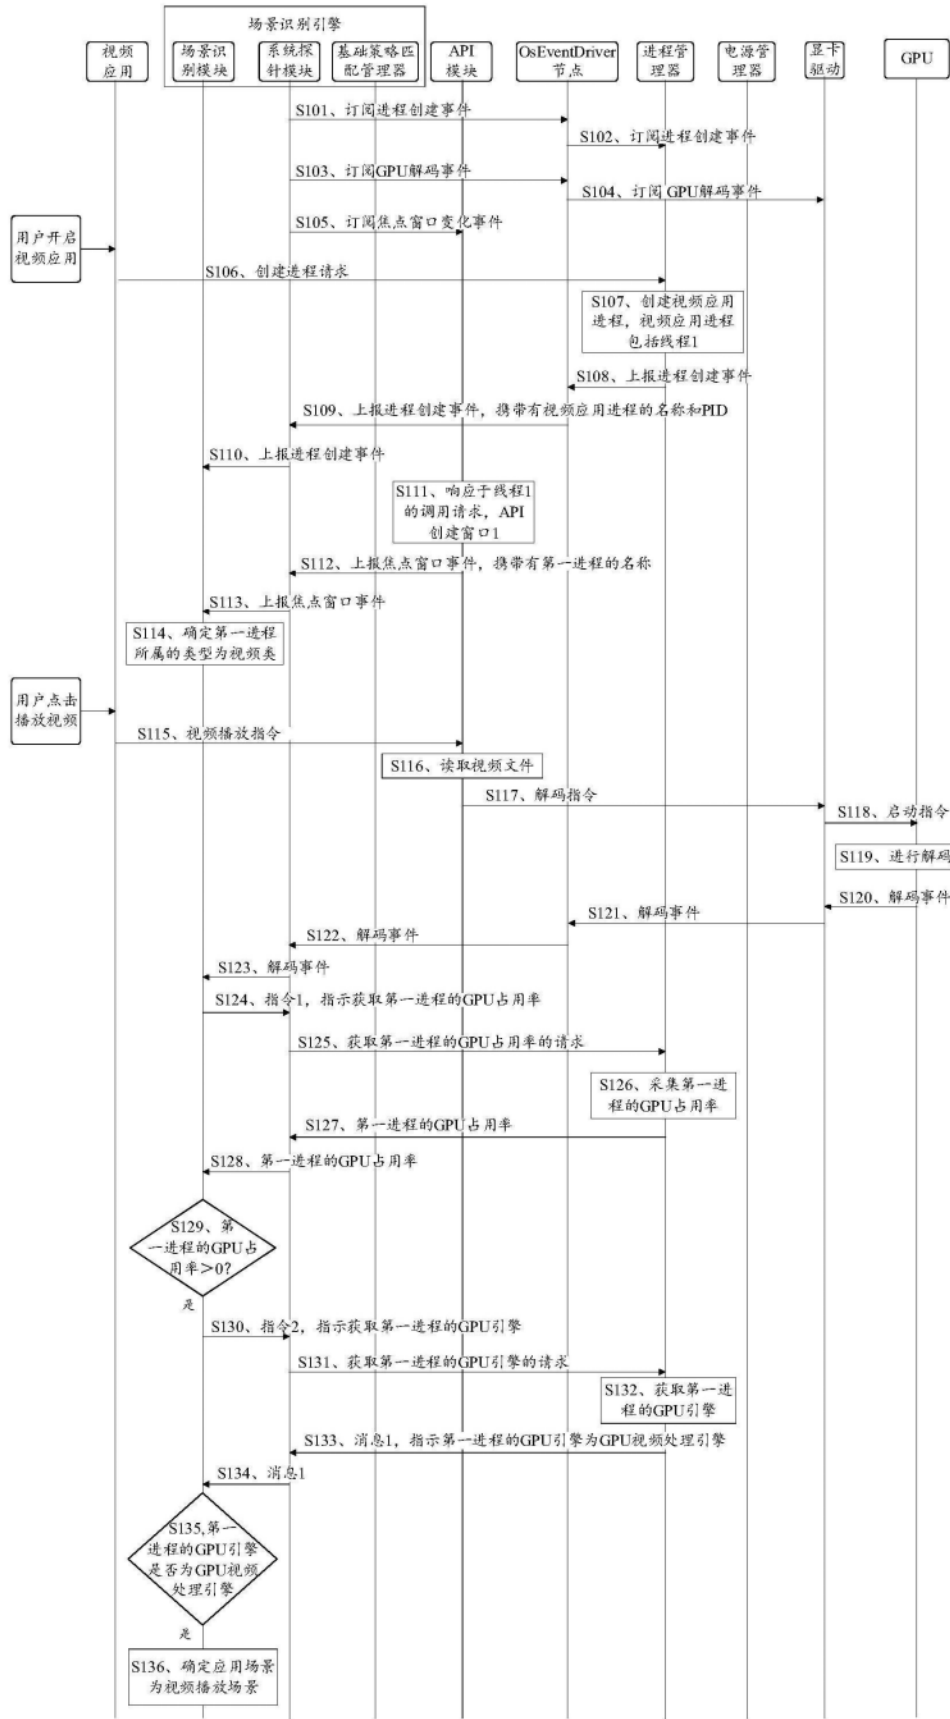 场景识别引擎
视频
应用
场景识
别模块
系统探
针模块
基础策略匹
配管理器
API
模块
OsEventDriver
节点
进程管
理器
电源管
理器
显卡
驱动
GPU
S101、订阅进程创建事件
S102、订阅进程创建事件
S103、订阅GPU解码事件
S104、订阅GPU解码事件
S105、订阅焦点窗口变化事件
用户开启
视频应用
S106、创建进程请求
S107、创建视频应用
进程，视频应用进程
包括线程1
S108、上报进程创建事件
S109、上报进程创建事件，携带有视频应用进程的名称和PID
S110、上报进程创建事件
S111、响应于线程1
的调用请求，API
创建窗口1
S112、上报焦点窗口事件，携带有第一进程的名称
S113、上报焦点窗口事件
S114、确定第一进程
所属的类型为视频类
用户点击
播放视频
S115、视频播放指令
S116、读取视频文件
S117、解码指令
S118、启动指令
S119、进行解码
S120、解码事件
S121、解码事件
S122、解码事件
S123、解码事件
S124、指令1，指示获取第一进程的GPU占用率
S125、获取第一进程的GPU占用率的请求
S126、采集第一进
程的GPU占用率
S127、第一进程的GPU占用率
S128、第一进程的GPU占用率
S129、第
一进程的GPU占
用率＞0?
是
S130、指令2，指示获取第一进程的GPU引擎
S131、获取第一进程的GPU引擎的请求
S132、获取第一进
程的GPU引擎
S133、消息1，指示第一进程的GPU引擎为GPU视频处理引擎
S134、消息1
S135,第一
进程的GPU引擎
是否为GPU视频
处理引擎
是
S136、确定应用场景
为视频播放场景